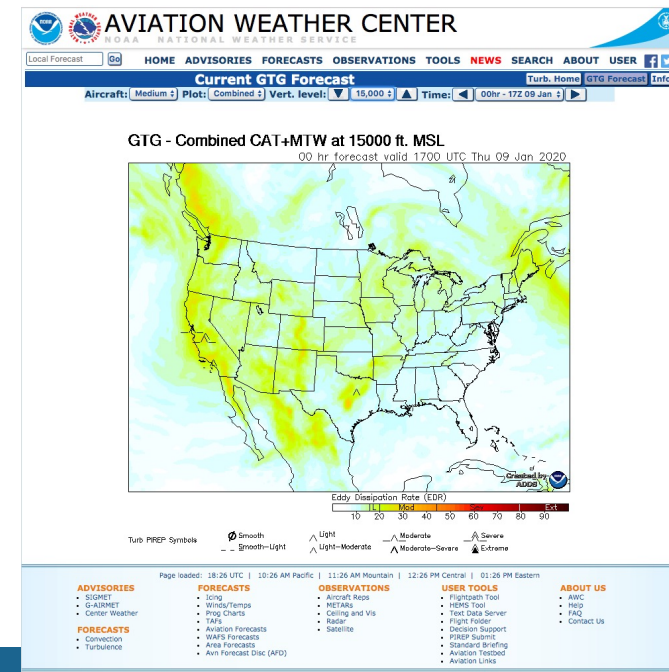 AVIATION WEATHER CENTER
NOAA NATIONAL WEATHER SERVICE
Local Forecast Go HOME ADVISORIES FORECASTS OBSERVATIONS TOOLS NEWS SEARCH ABOUT USER
Current GTG Forecast Turb. Home GTG Forecast Info
Aircraft: Medium Plot: Combined Vert. level: 15,000 Time: 00hr - 17Z 09 Jan
GTG - Combined CAT+MTW at 15000 ft. MSL
00 hr forecast valid 1700 UTC Thu 09 Jan 2020
Created by
ADDS
Eddy Dissipation Rate (EDR)
L Mod Sev Ext
10 20 30 40 50 60 70 80 90
Turb PIREP Symbols
Smooth Light Moderate Severe
Smooth-Light Light-Moderate Moderate-Severe Extreme
Page loaded: 18:26 UTC | 10:26 AM Pacific | 11:26 AM Mountain | 12:26 PM Central | 01:26 PM Eastern
ADVISORIES
SIGMET
G-AIRMET
Center Weather
FORECASTS
Convection
Turbulence
FORECASTS
Icing
Winds/Temps
Prog Charts
TAFs
Aviation Forecasts
WAFS Forecasts
Area Forecasts
Avn Forecast Disc (AFD)
OBSERVATIONS
Aircraft Reps
METARs
Ceiling and Vis
Radar
Satellite
USER TOOLS
Flightpath Tool
HEMS Tool
Text Data Server
Flight Folder
Decision Support
PIREP Submit
Standard Briefing
Aviation Testbed
Aviation Links
ABOUT US
AWC
Help
FAQ
Contact Us